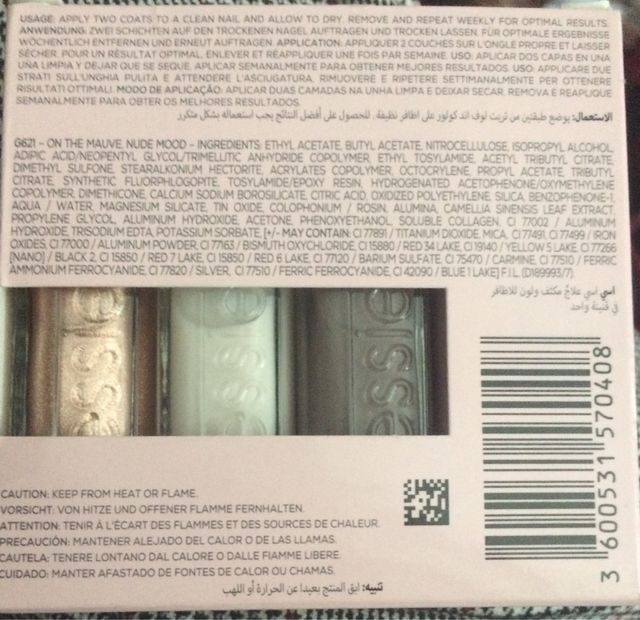 USAGE: APPLY TWO COATS TO A CLEAN NAIL AND ALLOW TO DRY. REMOVE AND REPEAT WEEKLY FOR OPTIMAL RESULTS.
ANWENDUNG: ZWEI SCHICHTEN AUF DEN TROCKENEN NAGEL AUFTRAGEN UND TROCKEN LASSEN. FÜR OPTIMALE ERGEBNISSE
WÖCHENTLICH ENTFERNEN UND ERNEUT AUFTRAGEN. APPLICATION: APPLIQUER 2 COUCHES SUR L'ONGLE PROPRE ET LAISSER
SÉCHER. POUR UN RÉSULTAT OPTIMAL, ENLEVER ET RÉAPPLIQUER UNE FOIS PAR SEMAINE. USO: APLICAR DOS CAPAS EN UNA
UÑA LIMPIA Y DEJAR QUE SE SEQUE. APLICAR SEMANALMENTE PARA OBTENER MEJORES RESULTADOS. USO: APPLICARE DUE
STRATI SULL'UNGHIA PULITA E ATTENDERE L'ASCIUGATURA. RIMUOVERE E RIPETERE SETTIMANALMENTE PER OTTENERE
RISULTATI OTTIMALI. MODO DE APLICAÇÃO: APLICAR DUAS CAMADAS NA UNHA LIMPA E DEIXAR SECAR. REMOVA E REAPLIQUE
SEMANALMENTE PARA OBTER OS MELHORES RESULTADOS.
الاستعمال: يوضع طبقتين من تريت لوف اند كولور على اظافر نظيفة. للحصول على أفضل النتائج يجب استعماله بشكل متكرر
G621 – ON THE MAUVE, NUDE MOOD – INGREDIENTS: ETHYL ACETATE, BUTYL ACETATE, NITROCELLULOSE, ISOPROPYL ALCOHOL,
ADIPIC ACID/NEOPENTYL GLYCOL/TRIMELLITIC ANHYDRIDE COPOLYMER, ETHYL TOSYLAMIDE, ACETYL TRIBUTYL CITRATE,
DIMETHYL SULFONE, STEARALKONIUM HECTORITE, ACRYLATES COPOLYMER, OCTOCRYLENE, PROPYL ACETATE, TRIBUTYL
CITRATE, SYNTHETIC FLUORPHLOGOPITE, TOSYLAMIDE/EPOXY RESIN, HYDROGENATED ACETOPHENONE/OXYMETHYLENE
COPOLYMER, DIMETHICONE, CALCIUM SODIUM BOROSILICATE, CITRIC ACID, OXIDIZED POLYETHYLENE, SILICA, BENZOPHENONE-1,
AQUA / WATER, MAGNESIUM SILICATE, TIN OXIDE, COLOPHONIUM / ROSIN, ALUMINA, CAMELLIA SINENSIS LEAF EXTRACT,
PROPYLENE GLYCOL, ALUMINUM HYDROXIDE, ACETONE, PHENOXYETHANOL, SOLUBLE COLLAGEN, CI 77002 / ALUMINUM
HYDROXIDE, TRISODIUM EDTA, POTASSIUM SORBATE, [+/- MAY CONTAIN: CI 77891 / TITANIUM DIOXIDE, MICA, CI 77491, CI 77499 / IRON
OXIDES, CI 77000 / ALUMINUM POWDER, CI 77163 / BISMUTH OXYCHLORIDE, CI 15880 / RED 34 LAKE, CI 19140 / YELLOW 5 LAKE, CI 77266
[NANO] / BLACK 2, CI 15850 / RED 7 LAKE, CI 15850 / RED 6 LAKE, CI 77120 / BARIUM SULFATE, CI 75470 / CARMINE, CI 77510 / FERRIC
AMMONIUM FERROCYANIDE, CI 77820 / SILVER, CI 77510 / FERRIC FERROCYANIDE, CI 42090 / BLUE 1 LAKE] F.I.L. (D189993/7).
اسي اسي علاج مكثف ولون للاظافر
في قنينة واحد
essie
essie
essie
3 600531 570408
CAUTION: KEEP FROM HEAT OR FLAME.
VORSICHT: VON HITZE UND OFFENER FLAMME FERNHALTEN.
ATTENTION: TENIR À L'ÉCART DES FLAMMES ET DES SOURCES DE CHALEUR.
PRECAUCIÓN: MANTENER ALEJADO DEL CALOR O DE LAS LLAMAS.
CAUTELA: TENERE LONTANO DAL CALORE O DALLE FIAMME LIBERE.
CUIDADO: MANTER AFASTADO DE FONTES DE CALOR OU CHAMAS.
تنبيه: ابق المنتج بعيدا عن الحرارة أو اللهب